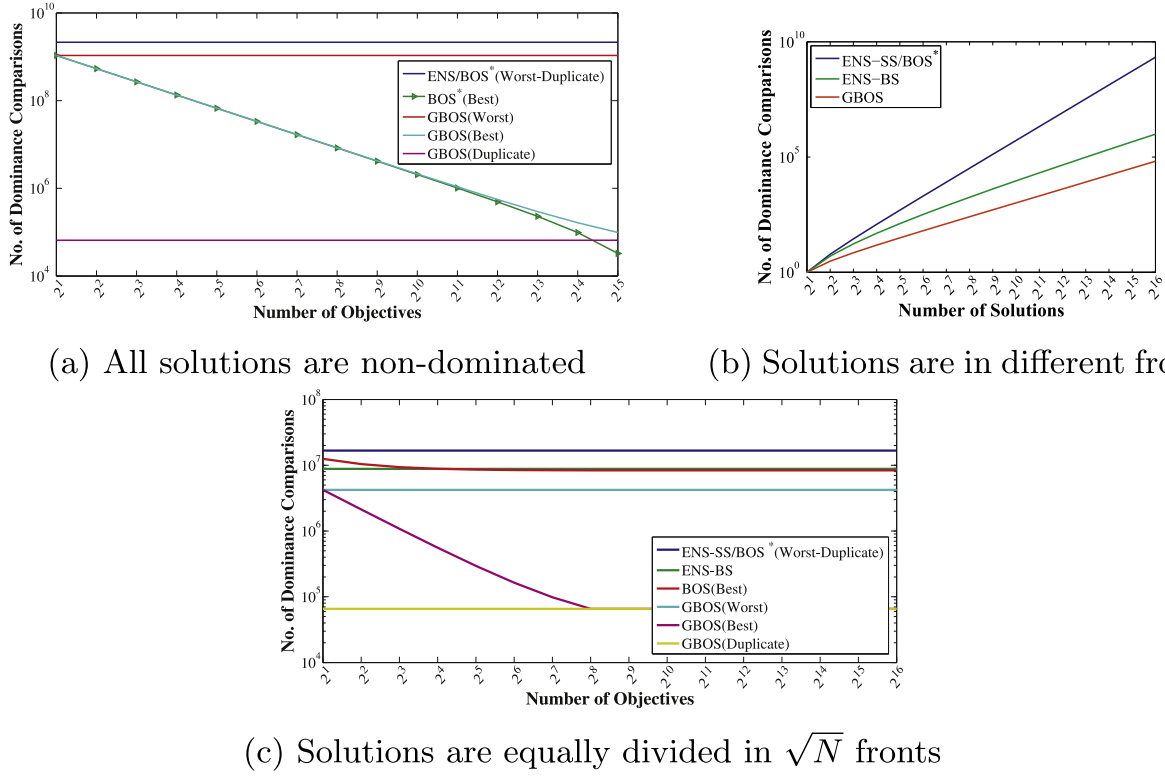 10^10
10^8
10^6
10^4
No. of Dominance Comparisons
ENS/BOS*(Worst-Duplicate)
BOS*(Best)
GBOS(Worst)
GBOS(Best)
GBOS(Duplicate)
2^1 2^2 2^3 2^4 2^5 2^6 2^7 2^8 2^9 2^10 2^11 2^12 2^13 2^14 2^15
Number of Objectives
(a) All solutions are non-dominated
10^10
10^5
10^0
No. of Dominance Comparisons
ENS−SS/BOS*
ENS−BS
GBOS
2^1 2^2 2^3 2^4 2^5 2^6 2^7 2^8 2^9 2^10 2^11 2^12 2^13 2^14 2^15 2^16
Number of Solutions
(b) Solutions are in different fro
10^8
10^7
10^6
10^5
10^4
No. of Dominance Comparisons
ENS-SS/BOS *(Worst-Duplicate)
ENS-BS
BOS(Best)
GBOS(Worst)
GBOS(Best)
GBOS(Duplicate)
2^1 2^2 2^3 2^4 2^5 2^6 2^7 2^8 2^9 2^10 2^11 2^12 2^13 2^14 2^15 2^16
Number of Objectives
(c) Solutions are equally divided in √N fronts